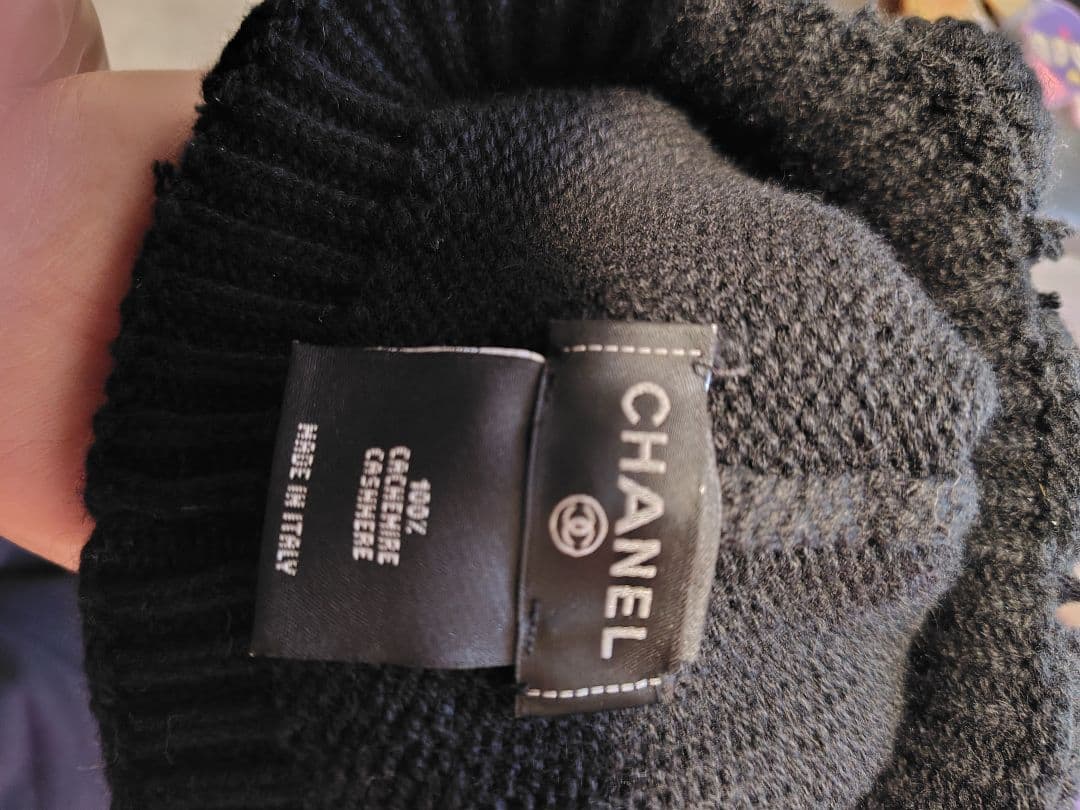 CHANEL
100%
CACHEMIRE
CASHMERE
MADE IN ITALY